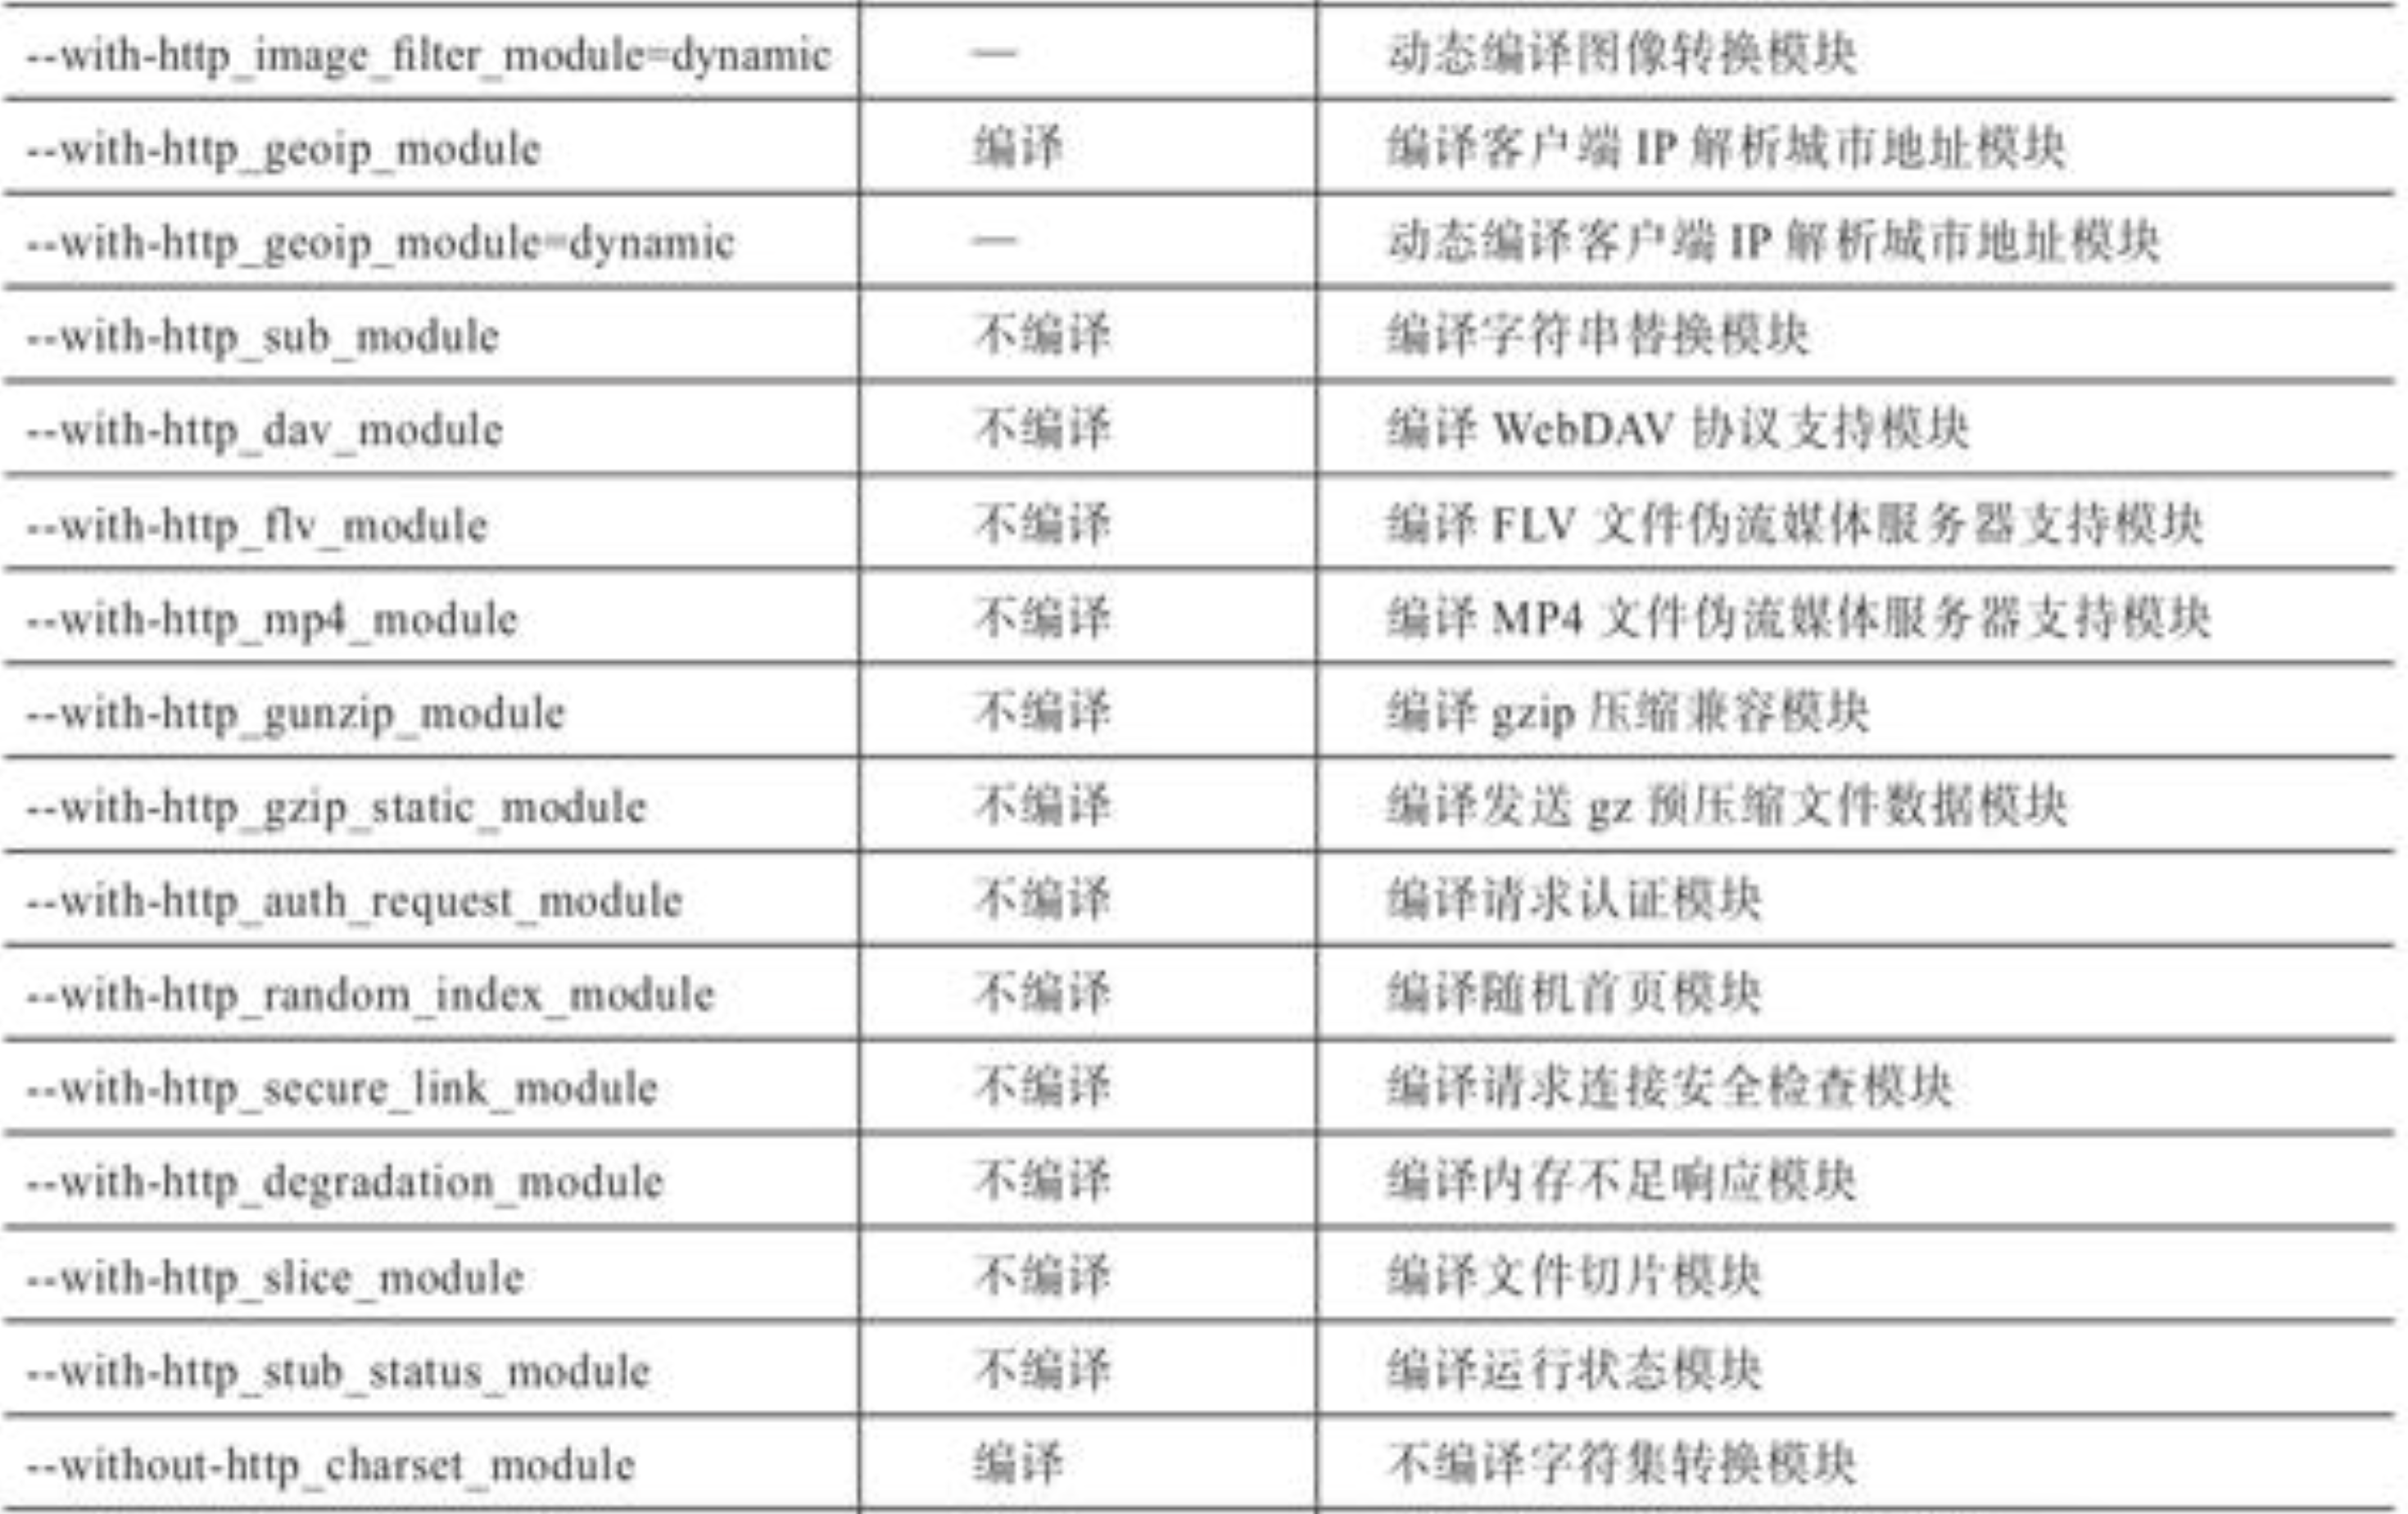 --with-http_image_filter_module=dynamic — 动态编译图像转换模块
--with-http_geoip_module 编译 编译客户端 IP 解析城市地址模块
--with-http_geoip_module=dynamic — 动态编译客户端 IP 解析城市地址模块
--with-http_sub_module 不编译 编译字符串替换模块
--with-http_dav_module 不编译 编译 WebDAV 协议支持模块
--with-http_flv_module 不编译 编译 FLV 文件伪流媒体服务器支持模块
--with-http_mp4_module 不编译 编译 MP4 文件伪流媒体服务器支持模块
--with-http_gunzip_module 不编译 编译 gzip 压缩兼容模块
--with-http_gzip_static_module 不编译 编译发送 gz 预压缩文件数据模块
--with-http_auth_request_module 不编译 编译请求认证模块
--with-http_random_index_module 不编译 编译随机首页模块
--with-http_secure_link_module 不编译 编译请求连接安全检查模块
--with-http_degradation_module 不编译 编译内存不足响应模块
--with-http_slice_module 不编译 编译文件切片模块
--with-http_stub_status_module 不编译 编译运行状态模块
--without-http_charset_module 编译 不编译字符集转换模块